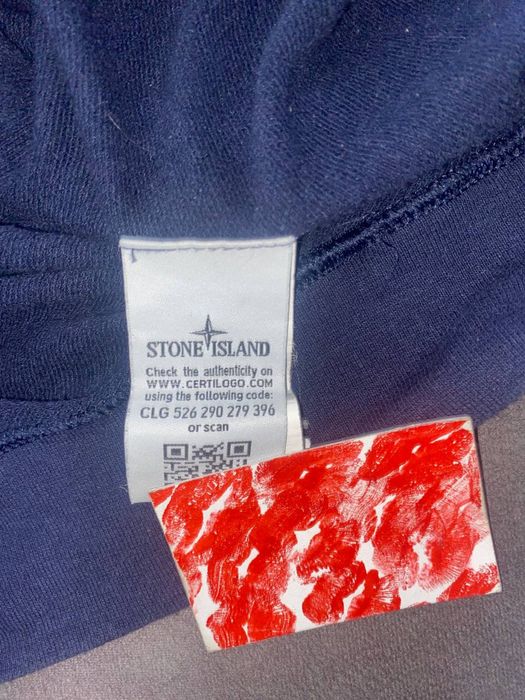 STONE ISLAND
Check the authenticity on
WWW.CERTILOGO.COM
using the following code:
CLG 526 290 279 396
or scan